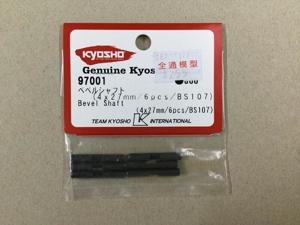 KYOSHO
全通模型
Genuine Kyos
97001
ベベルシャフト
(4x27mm/6pcs/BS107)
Bevel Shaft
(4x27mm/6pcs/BS107)
TEAM KYOSHO K INTERNATIONAL